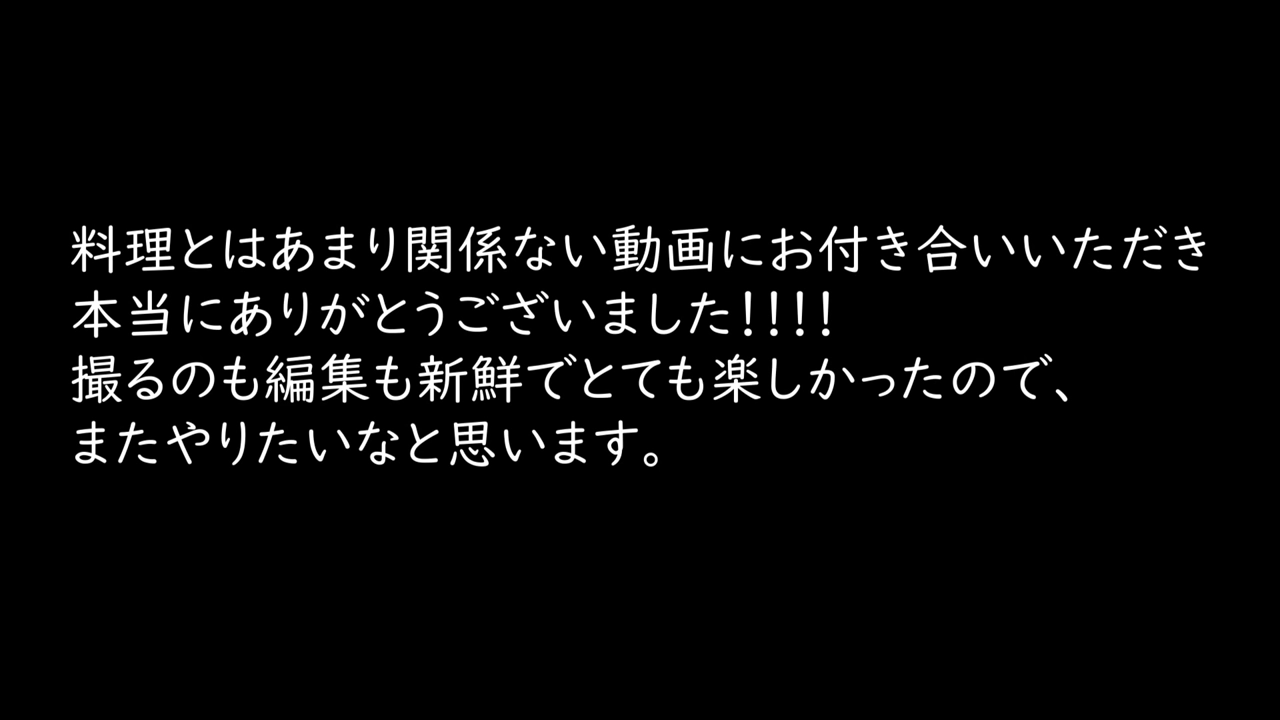 料理とはあまり関係ない動画にお付き合いいただき
本当にありがとうございました!!!!
撮るのも編集も新鮮でとても楽しかったので、
またやりたいなと思います。